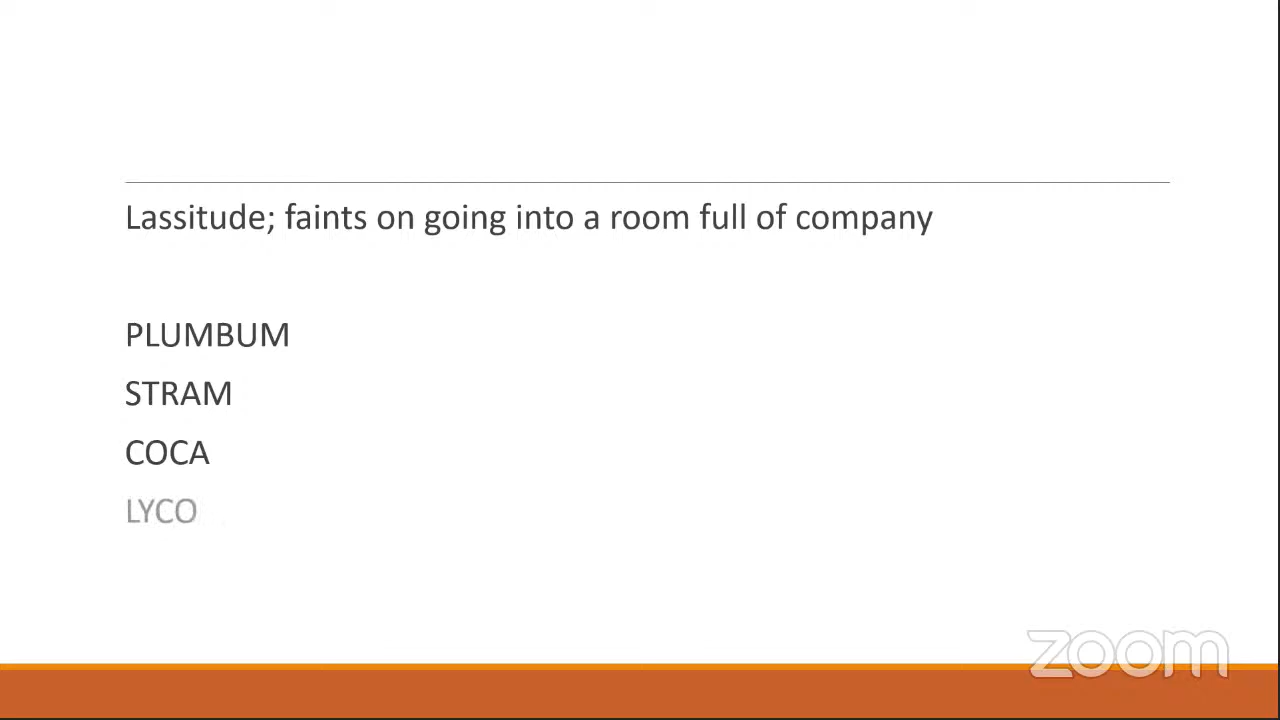 Lassitude; faints on going into a room full of company
PLUMBUM
STRAM
COCA
LYCO
zoom